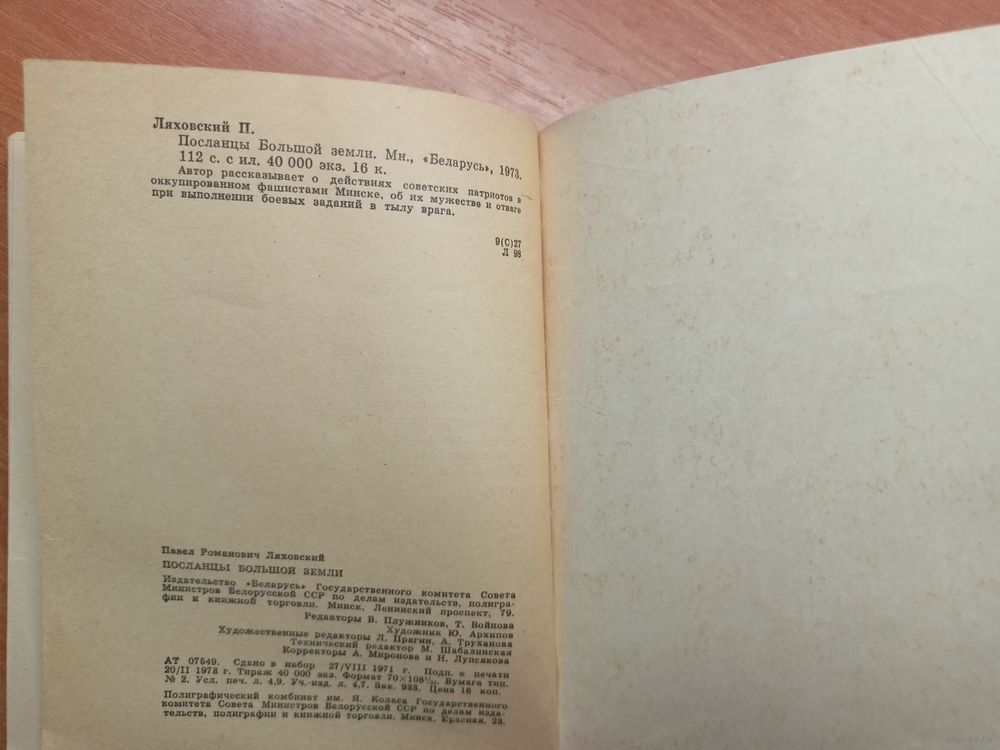 Ляховский П.
Посланцы Большой земли. Мн., «Беларусь», 1973.
112 с. с ил. 40 000 экз. 16 к.
Автор рассказывает о действиях советских патриотов в
оккупированном фашистами Минске, об их мужестве и отваге
при выполнении боевых заданий в тылу врага.
9(С)27
Л 98
Павел Романович Ляховский
ПОСЛАНЦЫ БОЛЬШОЙ ЗЕМЛИ
Издательство «Беларусь» Государственного комитета Совета
Министров Белорусской ССР по делам издательств, полигра-
фии и книжной торговли. Минск, Ленинский проспект, 79.
Редакторы В. Плужников, Т. Войнова
Художник Ю. Архипов
Художественные редакторы Л. Прагин, А. Труханова
Технический редактор М. Шабалинская
Корректоры А. Миронова и Н. Лупсякова
АТ 07549. Сдано в набор 27/VIII 1971 г. Подп. к печати
20/II 1973 г. Тираж 40 000 экз. Формат 70×108¹/₃₂. Бумага тип.
№ 2. Усл. печ. л. 4,9. Уч.-изд. л. 4,7. Зак. 933. Цена 16 коп.
Полиграфический комбинат им. Я. Коласа Государственного
комитета Совета Министров Белорусской ССР по делам изда-
тельств, полиграфии и книжной торговли. Минск, Красная, 23.